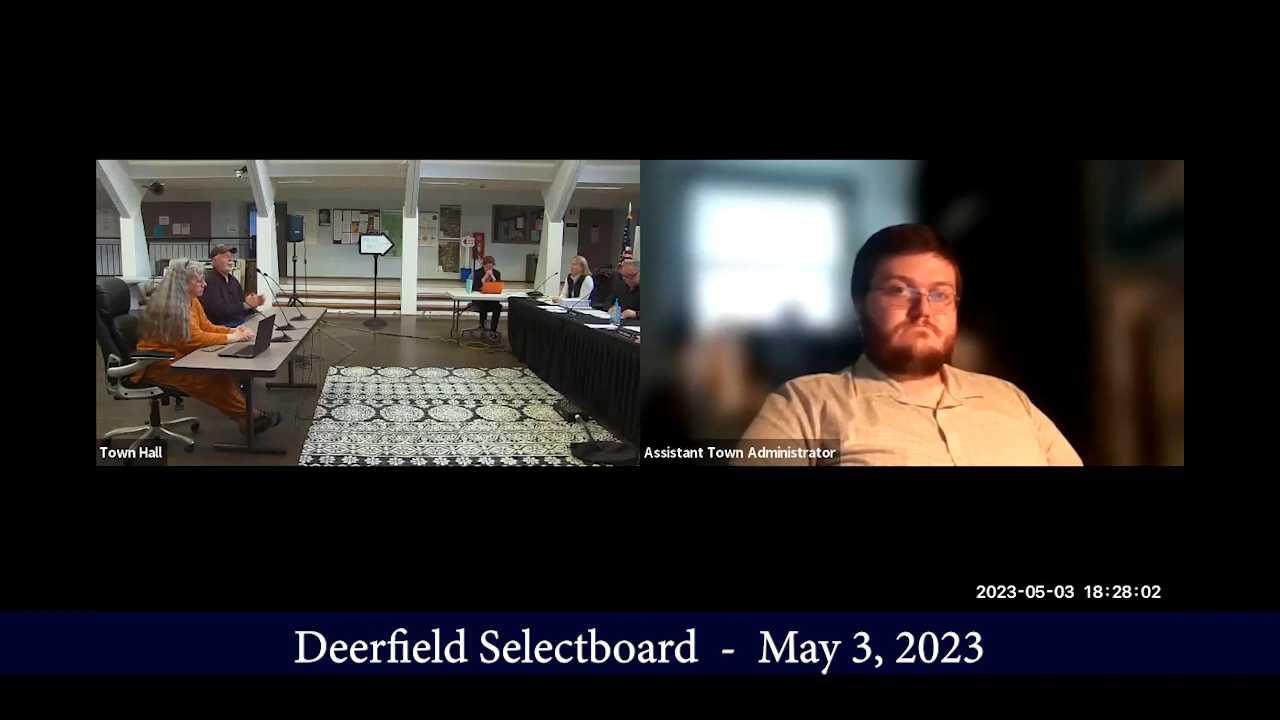 Town Hall
Assistant Town Administrator
2023-05-03 18:28:02
Deerfield Selectboard - May 3, 2023